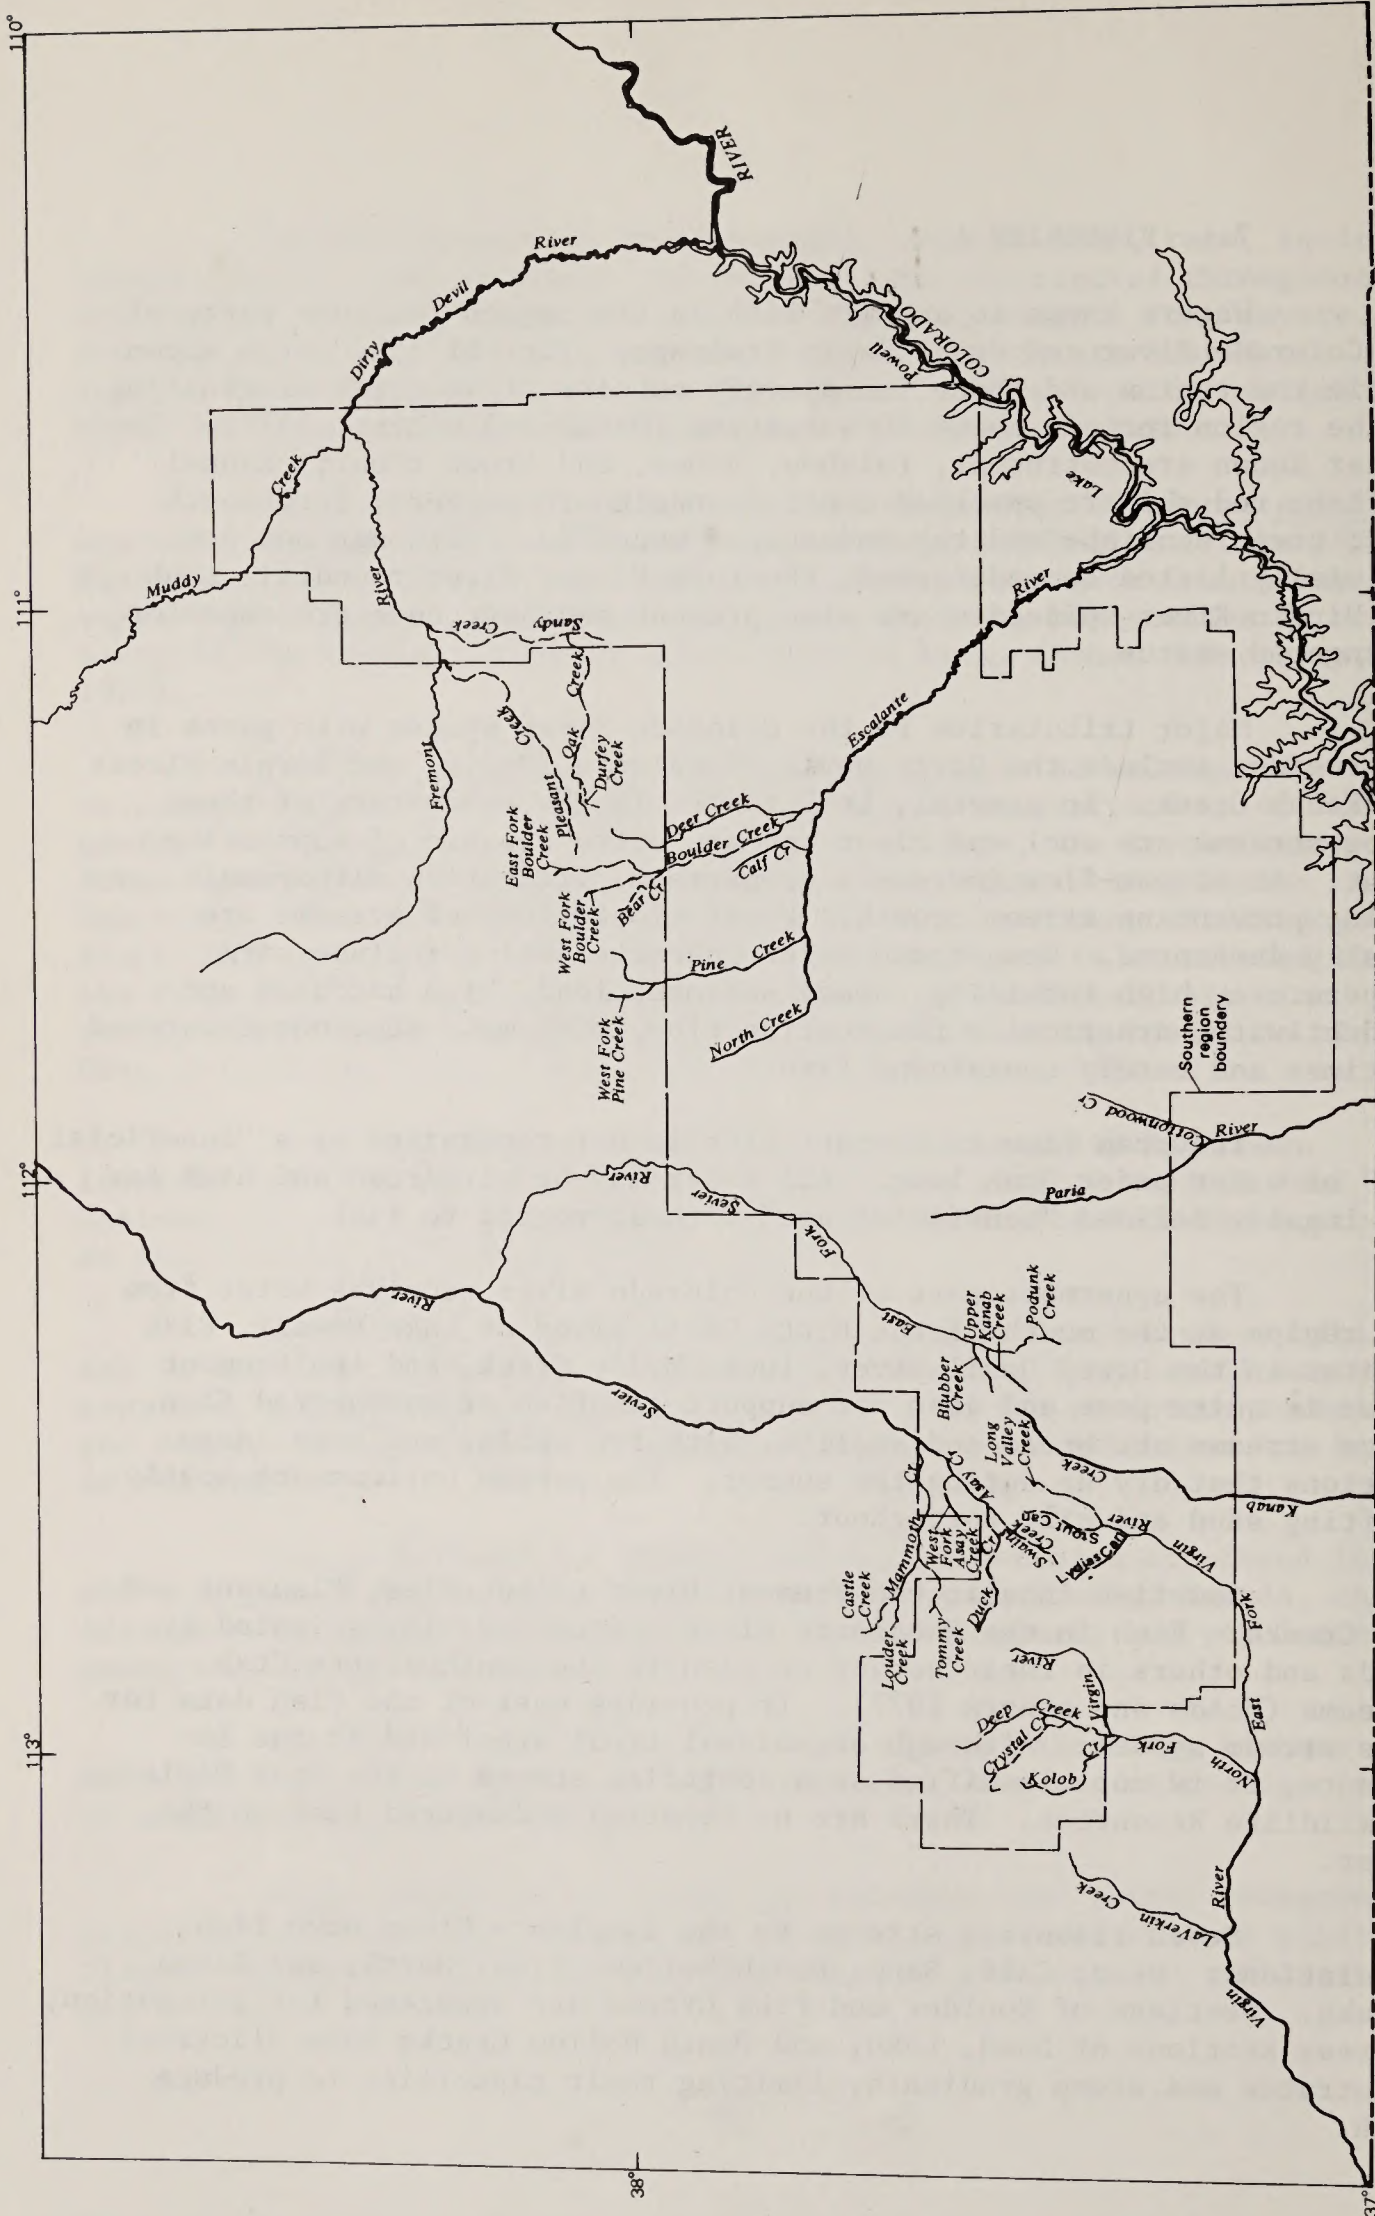 110°
111°
112°
113°
38°
37°
RIVER
COLORADO
Lake
Powell
Dirty
Devil
River
Muddy
Creek
Fremont
River
Sandy
Creek
Pleasant
Creek
Oak
Creek
Durfey
Creek
East Fork
Boulder
Creek
West Fork
Boulder
Creek
Bear
Cr
Deer Creek
Boulder Creek
Calf Cr
Pine
Creek
West Fork
Pine Creek
North Creek
Escalante
River
Southern
region
boundary
Cottonwood Cr
Paria
River
Sevier
River
East
Fork
Sevier
River
Upper
Kanab
Creek
Podunk
Creek
Blubber
Creek
Long
Valley
Creek
Kanab
Creek
Mammoth
Cr
Asay
Cr
West
Fork
Asay
Creek
Castle
Creek
Louder
Creek
Tommy
Creek
Duck
Cr
Swains
Creek
Stout Can
Virgin
River
East
Fork
North
Fork
Virgin
River
Deep
Creek
Crystal Cr
Kolob
Cr
LaVerkin
Creek
Virgin
River